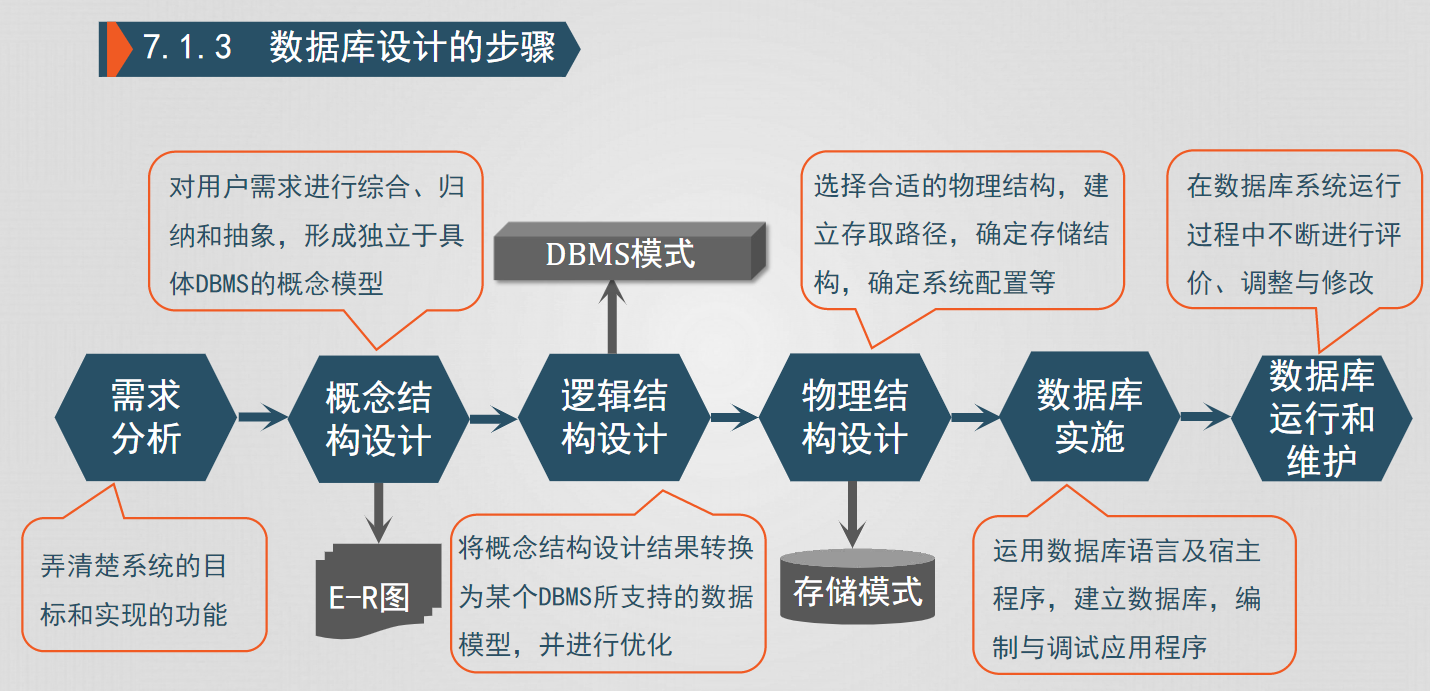 7.1.3 数据库设计的步骤
对用户需求进行综合、归
纳和抽象，形成独立于具
体DBMS的概念模型
DBMS模式
选择合适的物理结构，建
立存取路径，确定存储结
构，确定系统配置等
在数据库系统运行
过程中不断进行评
价、调整与修改
需求
分析
概念结
构设计
逻辑结
构设计
物理结
构设计
数据库
实施
数据库
运行和
维护
弄清楚系统的目
标和实现的功能
E-R图
将概念结构设计结果转换
为某个DBMS所支持的数据
模型，并进行优化
存储模式
运用数据库语言及宿主
程序，建立数据库，编
制与调试应用程序